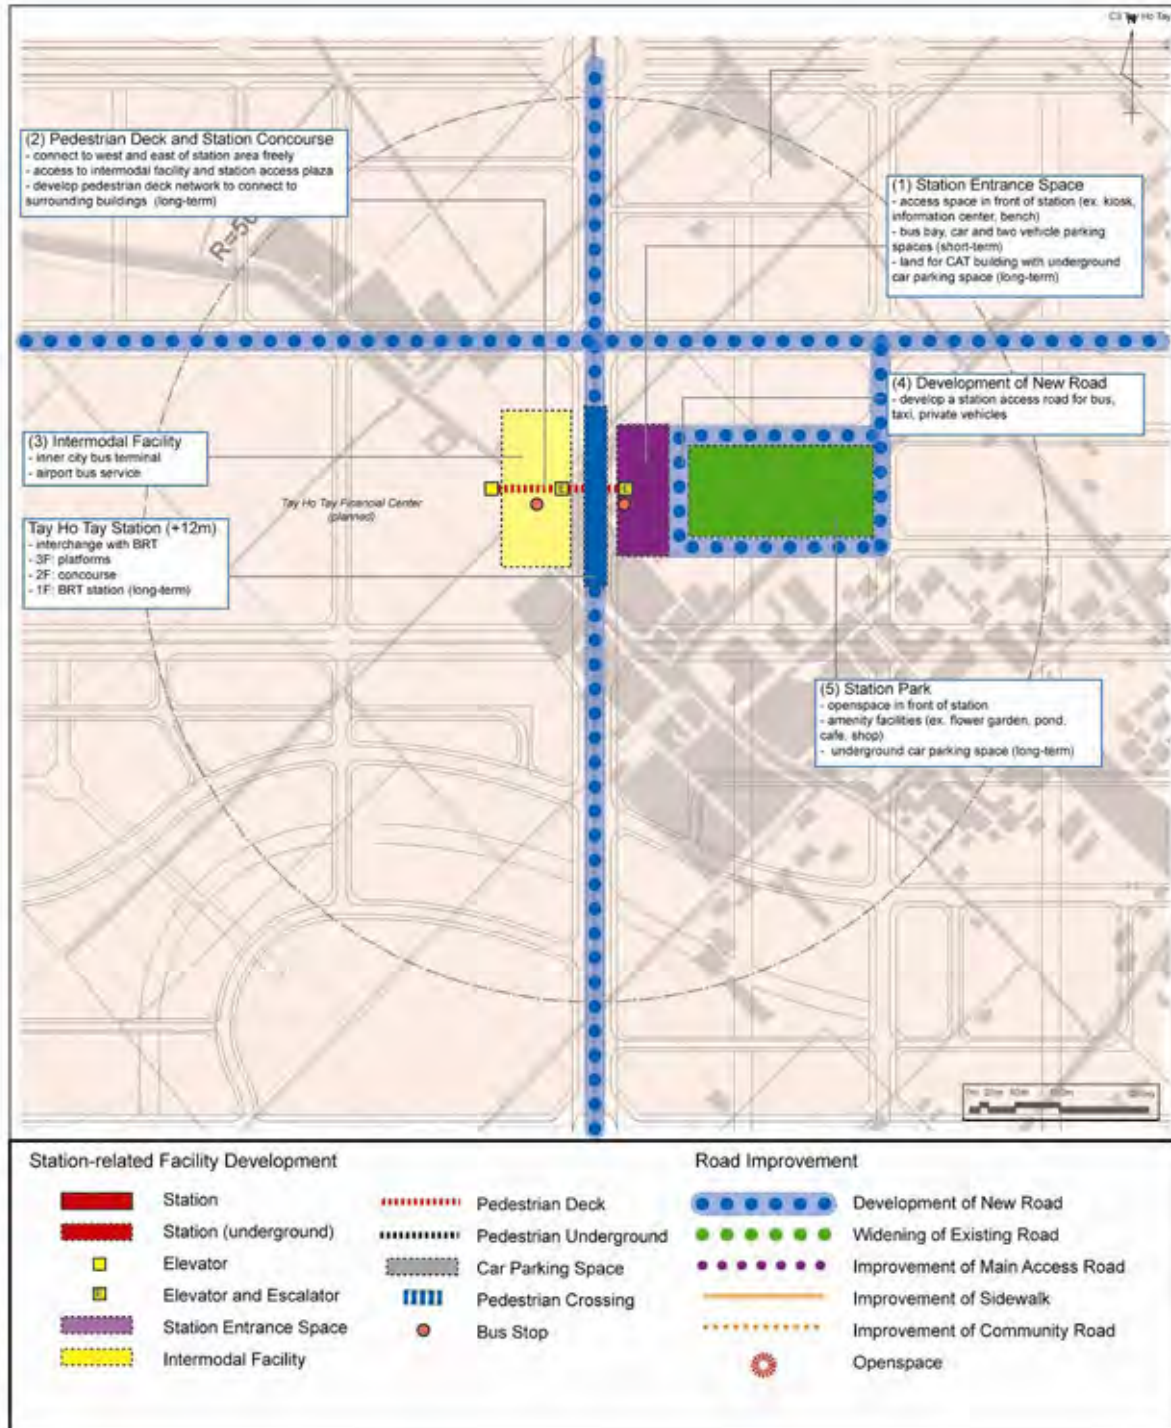 C3 Tay Ho Tay
N
(2) Pedestrian Deck and Station Concourse
- connect to west and east of station area freely
- access to intermodal facility and station access plaza
- develop pedestrian deck network to connect to
surrounding buildings (long-term)
(1) Station Entrance Space
- access space in front of station (ex. kiosk,
information center, bench)
- bus bay, car and two vehicle parking
spaces (short-term)
- land for CAT building with underground
car parking space (long-term)
(4) Development of New Road
- develop a station access road for bus,
taxi, private vehicles
(3) Intermodal Facility
- inner city bus terminal
- airport bus service
Tay Ho Tay Financial Center
(planned)
Tay Ho Tay Station (+12m)
- interchange with BRT
- 3F: platforms
- 2F: concourse
- 1F: BRT station (long-term)
(5) Station Park
- openspace in front of station
- amenity facilities (ex. flower garden, pond,
cafe, shop)
- underground car parking space (long-term)
Station-related Facility Development
Station
Station (underground)
Elevator
Elevator and Escalator
Station Entrance Space
Intermodal Facility
Pedestrian Deck
Pedestrian Underground
Car Parking Space
Pedestrian Crossing
Bus Stop
Road Improvement
Development of New Road
Widening of Existing Road
Improvement of Main Access Road
Improvement of Sidewalk
Improvement of Community Road
Openspace